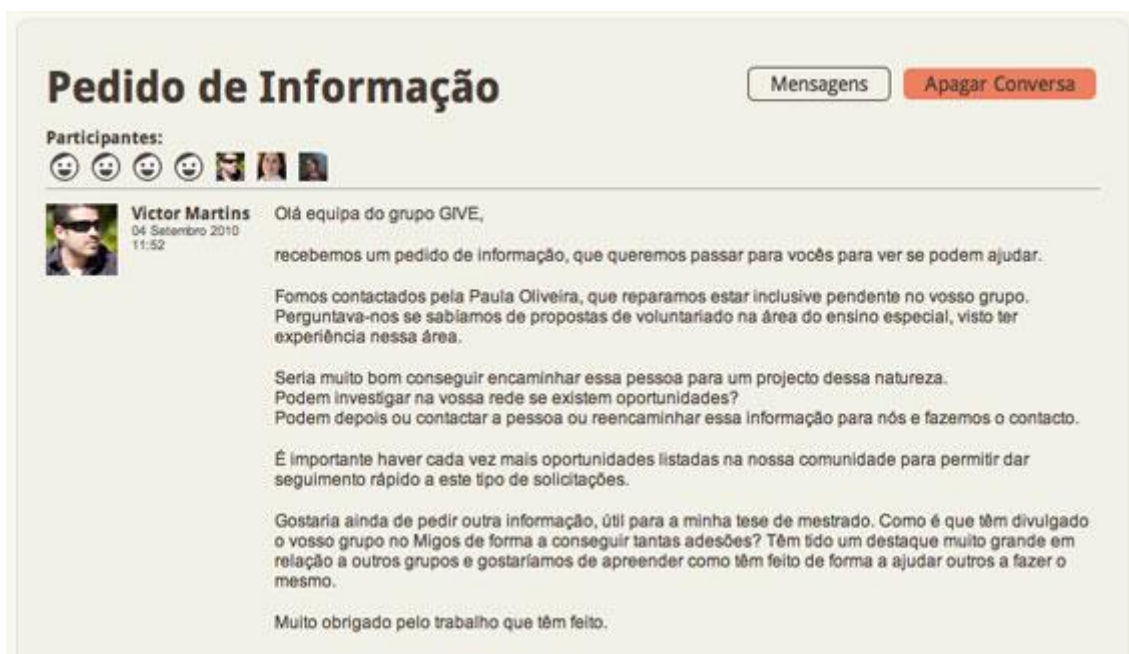 Pedido de Informação
Mensagens
Apagar Conversa
Participantes:
Victor Martins
04 Setembro 2010
11:52
Olá equipa do grupo GIVE,
recebemos um pedido de informação, que queremos passar para vocês para ver se podem ajudar.
Fomos contactados pela Paula Oliveira, que reparamos estar inclusive pendente no vosso grupo.
Perguntava-nos se sabíamos de propostas de voluntariado na área do ensino especial, visto ter
experiência nessa área.
Seria muito bom conseguir encaminhar essa pessoa para um projecto dessa natureza.
Podem investigar na vossa rede se existem oportunidades?
Podem depois ou contactar a pessoa ou reencaminhar essa informação para nós e fazemos o contacto.
É importante haver cada vez mais oportunidades listadas na nossa comunidade para permitir dar
seguimento rápido a este tipo de solicitações.
Gostaria ainda de pedir outra informação, útil para a minha tese de mestrado. Como é que têm divulgado
o vosso grupo no Migos de forma a conseguir tantas adesões? Têm tido um destaque muito grande em
relação a outros grupos e gostaríamos de apreender como têm feito de forma a ajudar outros a fazer o
mesmo.
Muito obrigado pelo trabalho que têm feito.